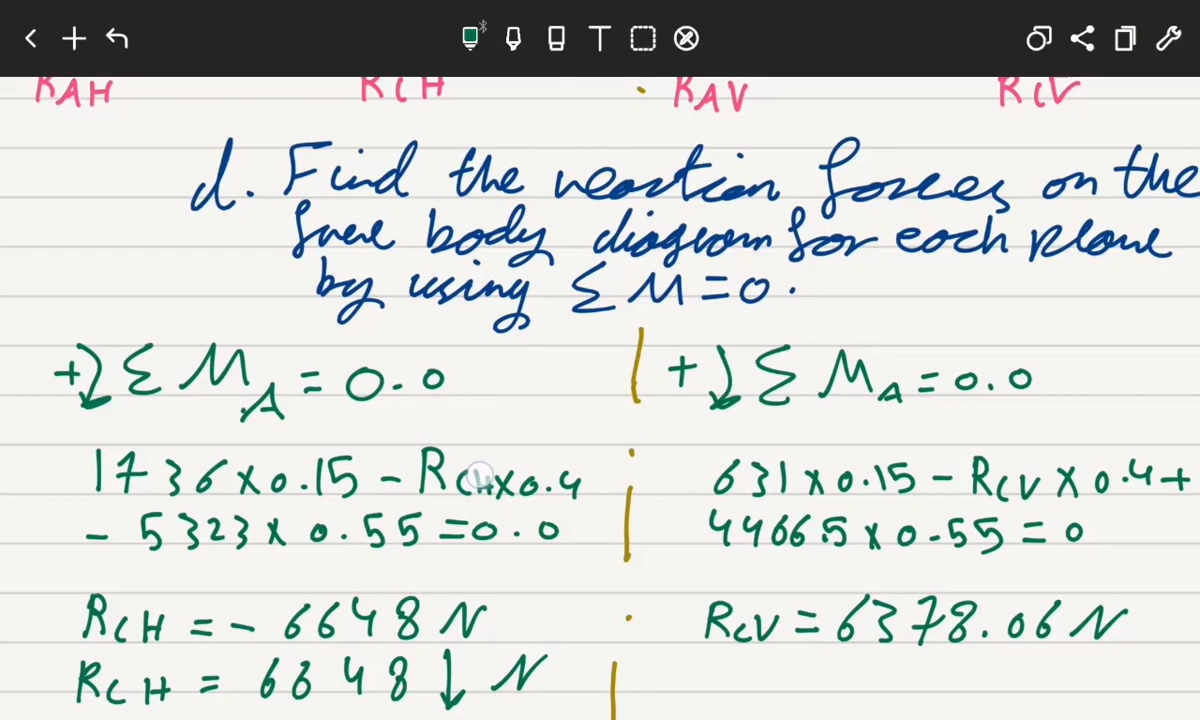 RAH RCH . RAV RCV
d. Find the reaction forces on the
free body diagram for each plane
by using Σ M = 0.
+ ΣMA = 0.0 + ΣMA = 0.0
1736 x 0.15 - RCH x 0.4 631 x 0.15 - RCV x 0.4 +
- 5323 x 0.55 = 0.0 4466.5 x 0.55 = 0
RCH = - 6648 N RCV = 6378.06 N
RCH = 6648 ↓ N